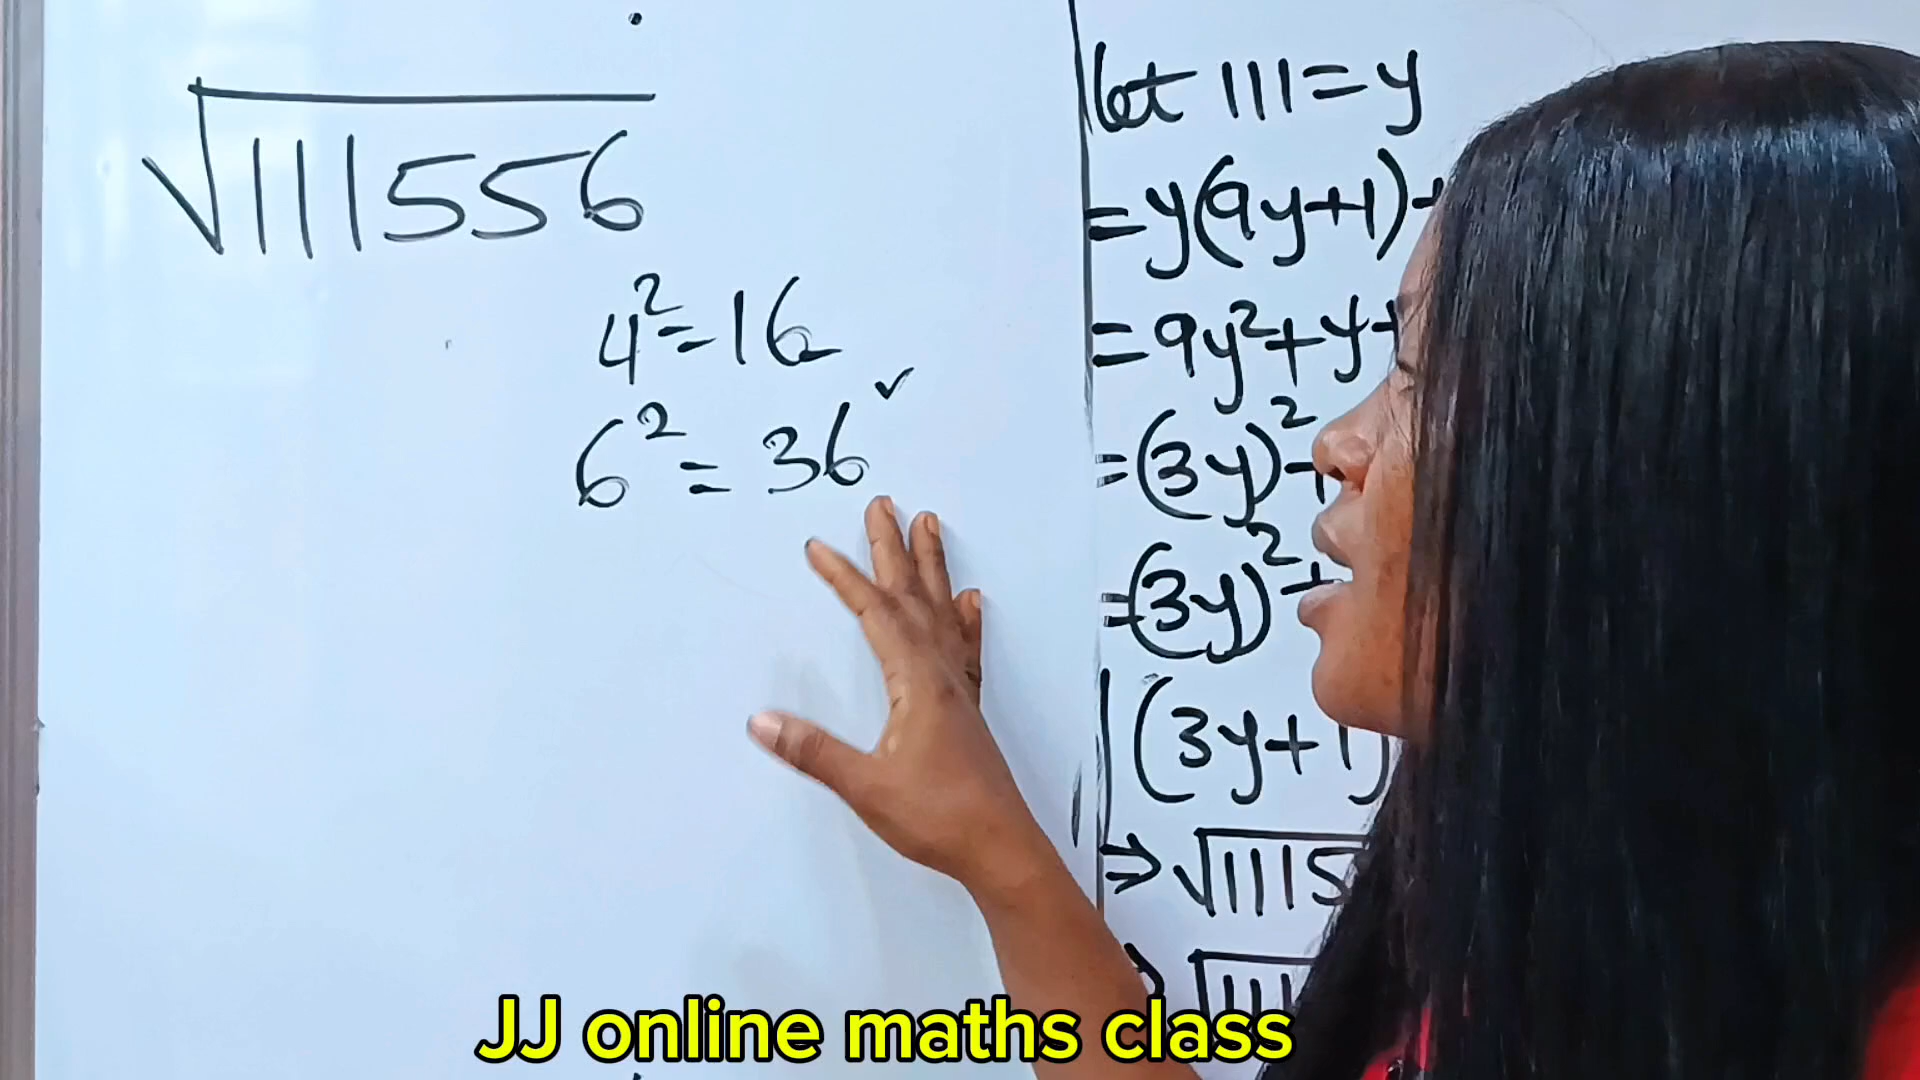 √111556
4²=16
6²=36 ✓
let 111=y
=y(9y+1)+
=9y²+y+
=(3y)²+
=(3y)²+
(3y+1)
⇒√1115
√111
JJ online maths class